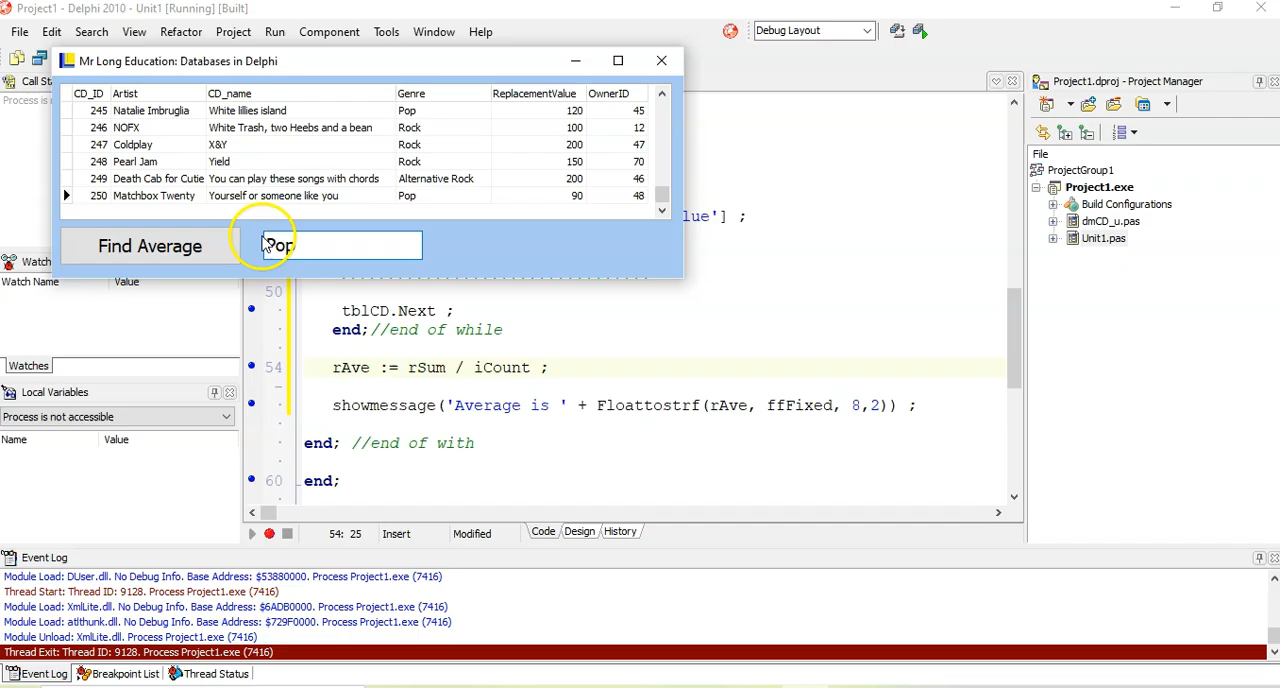 Project1 - Delphi 2010 - Unit1 [Running] [Built]
File Edit Search View Refactor Project Run Component Tools Window Help
Debug Layout
Mr Long Education: Databases in Delphi
Call St
Process is n
CD_ID Artist CD_name Genre ReplacementValue OwnerID
245 Natalie Imbruglia White lillies island Pop 120 45
246 NOFX White Trash, two Heebs and a bean Rock 100 12
247 Coldplay X&Y Rock 200 47
248 Pearl Jam Yield Rock 150 70
249 Death Cab for Cutie You can play these songs with chords Alternative Rock 200 46
250 Matchbox Twenty Yourself or someone like you Pop 90 48
Find Average
Pop
lue'] ;
50
tblCD.Next ;
end;//end of while
54 rAve := rSum / iCount ;
showmessage('Average is ' + Floattostrf(rAve, ffFixed, 8,2)) ;
end; //end of with
60 end;
54: 25 Insert Modified Code Design History
Watch
Watch Name Value
Watches
Local Variables
Process is not accessible
Name Value
Project1.dproj - Project Manager
File
ProjectGroup1
Project1.exe
Build Configurations
dmCD_u.pas
Unit1.pas
Event Log
Module Load: DUser.dll. No Debug Info. Base Address: $53880000. Process Project1.exe (7416)
Thread Start: Thread ID: 9128. Process Project1.exe (7416)
Module Load: XmlLite.dll. No Debug Info. Base Address: $6ADB0000. Process Project1.exe (7416)
Module Load: atlthunk.dll. No Debug Info. Base Address: $729F0000. Process Project1.exe (7416)
Module Unload: XmlLite.dll. Process Project1.exe (7416)
Thread Exit: Thread ID: 9128. Process Project1.exe (7416)
Event Log Breakpoint List Thread Status